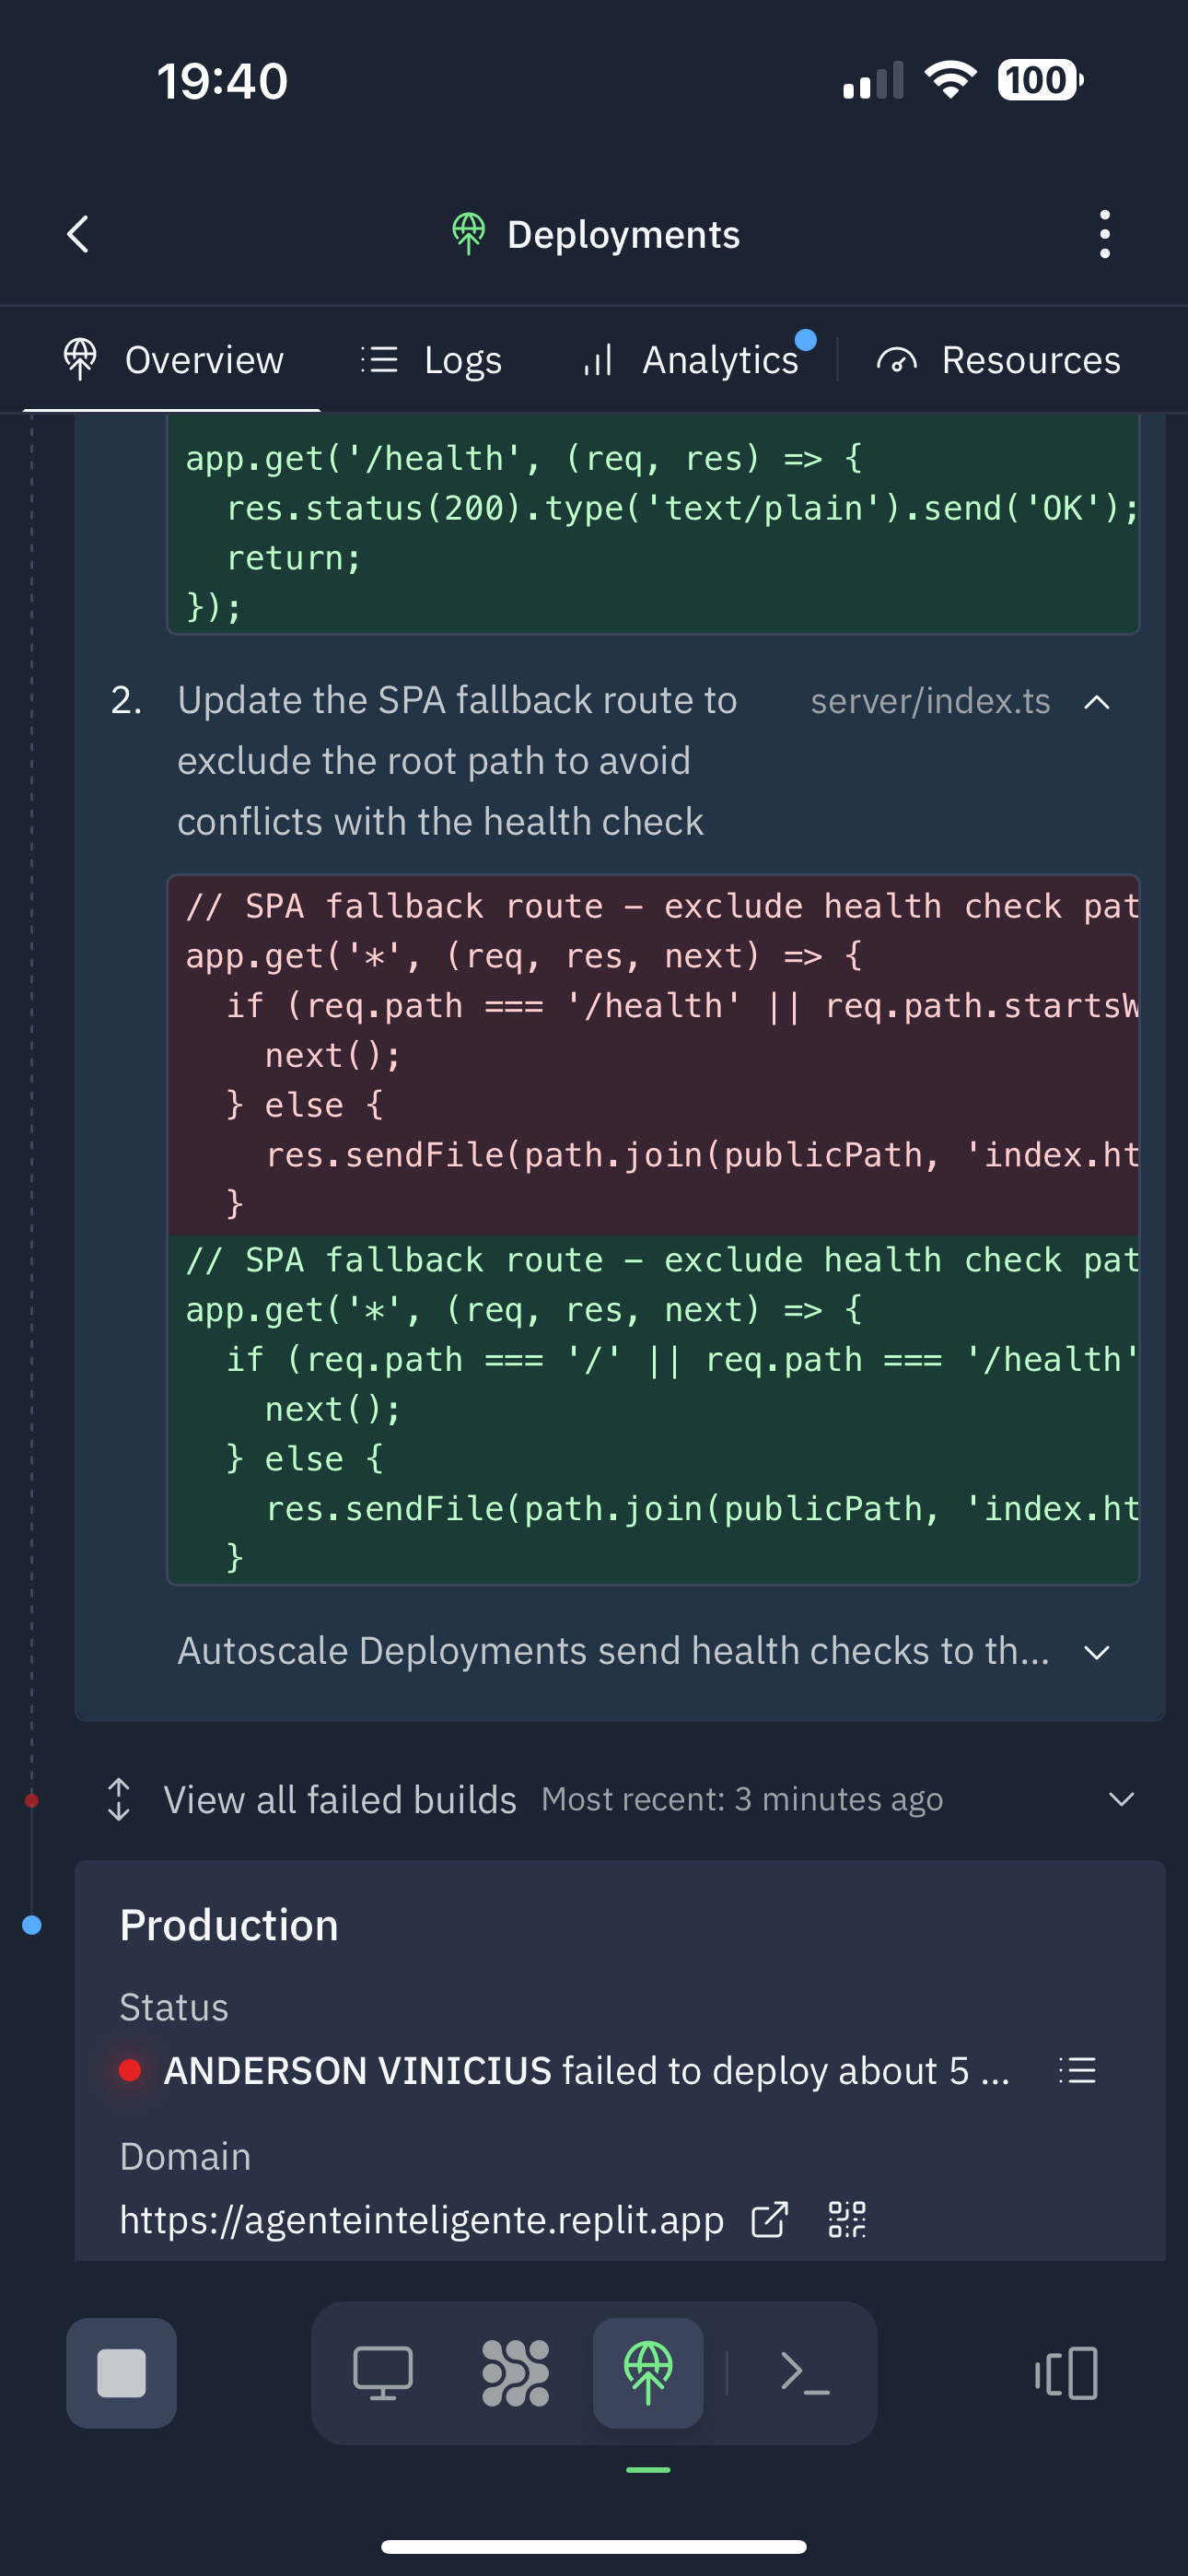 19:40
100
Deployments
Overview
Logs
Analytics
Resources
app.get('/health', (req, res) => {
res.status(200).type('text/plain').send('OK');
return;
});
2. Update the SPA fallback route to
exclude the root path to avoid
conflicts with the health check
server/index.ts
// SPA fallback route – exclude health check pat
app.get('*', (req, res, next) => {
if (req.path === '/health' || req.path.startsW
next();
} else {
res.sendFile(path.join(publicPath, 'index.ht
}
// SPA fallback route – exclude health check pat
app.get('*', (req, res, next) => {
if (req.path === '/' || req.path === '/health'
next();
} else {
res.sendFile(path.join(publicPath, 'index.ht
}
Autoscale Deployments send health checks to th...
View all failed builds Most recent: 3 minutes ago
Production
Status
ANDERSON VINICIUS failed to deploy about 5 ...
Domain
https://agenteinteligente.replit.app